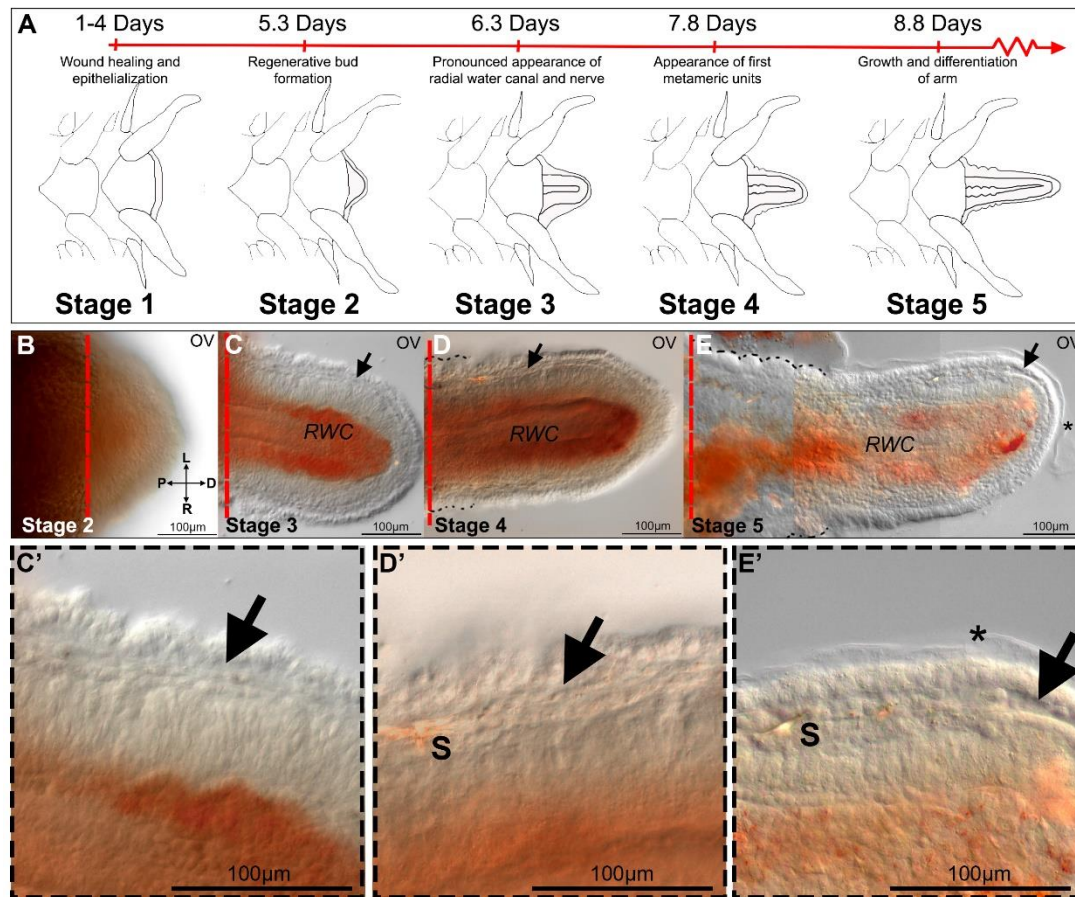 A
1-4 Days
5.3 Days
6.3 Days
7.8 Days
8.8 Days
Wound healing and
epithelialization
Regenerative bud
formation
Pronounced appearance of
radial water canal and nerve
Appearance of first
metameric units
Growth and differentiation
of arm
Stage 1
Stage 2
Stage 3
Stage 4
Stage 5
B
OV
L
P
D
R
Stage 2
100µm
C
OV
RWC
Stage 3
100µm
D
OV
RWC
Stage 4
100µm
E
OV
RWC
*
Stage 5
100µm
C’
100µm
D’
S
100µm
E’
*
S
100µm